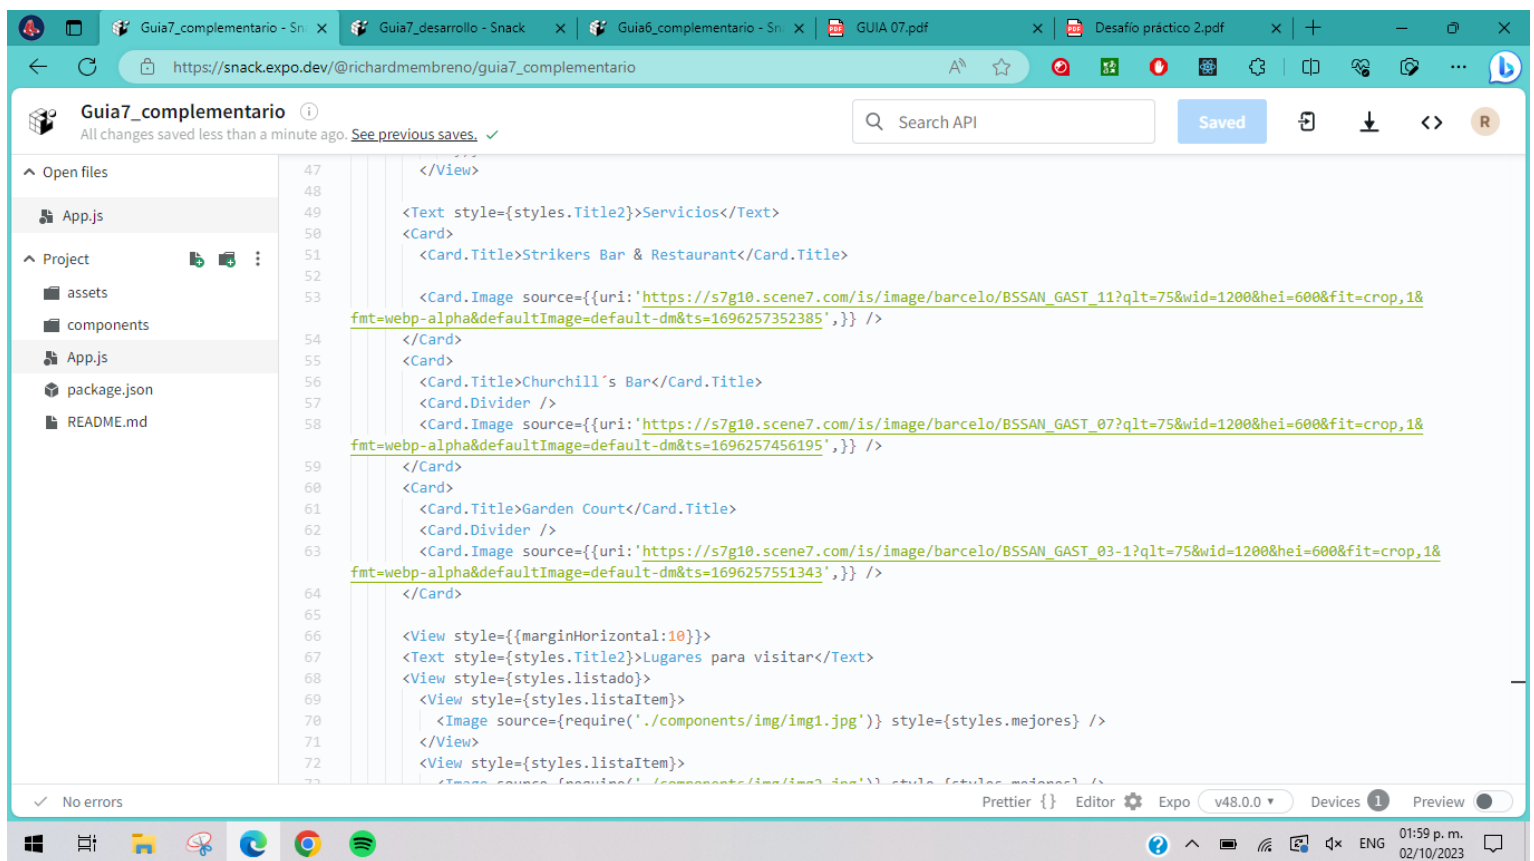 Guia7_complementario - Sn
Guia7_desarrollo - Snack
Guia6_complementario - Sn
GUIA 07.pdf
Desafío práctico 2.pdf
https://snack.expo.dev/@richardmembreno/guia7_complementario
Guia7_complementario
All changes saved less than a minute ago. See previous saves.
Search API
Saved
R
Open files
App.js
Project
assets
components
App.js
package.json
README.md
47 </View>
48
49 <Text style={styles.Title2}>Servicios</Text>
50 <Card>
51 <Card.Title>Strikers Bar & Restaurant</Card.Title>
52
53 <Card.Image source={{uri:'https://s7g10.scene7.com/is/image/barcelo/BSSAN_GAST_11?qlt=75&wid=1200&hei=600&fit=crop,1&
fmt=webp-alpha&defaultImage=default-dm&ts=1696257352385',}} />
54 </Card>
55 <Card>
56 <Card.Title>Churchill´s Bar</Card.Title>
57 <Card.Divider />
58 <Card.Image source={{uri:'https://s7g10.scene7.com/is/image/barcelo/BSSAN_GAST_07?qlt=75&wid=1200&hei=600&fit=crop,1&
fmt=webp-alpha&defaultImage=default-dm&ts=1696257456195',}} />
59 </Card>
60 <Card>
61 <Card.Title>Garden Court</Card.Title>
62 <Card.Divider />
63 <Card.Image source={{uri:'https://s7g10.scene7.com/is/image/barcelo/BSSAN_GAST_03-1?qlt=75&wid=1200&hei=600&fit=crop,1&
fmt=webp-alpha&defaultImage=default-dm&ts=1696257551343',}} />
64 </Card>
65
66 <View style={{marginHorizontal:10}}>
67 <Text style={styles.Title2}>Lugares para visitar</Text>
68 <View style={styles.listado}>
69 <View style={styles.listaItem}>
70 <Image source={require('./components/img/img1.jpg')} style={styles.mejores} />
71 </View>
72 <View style={styles.listaItem}>
73 <Image source={require('./components/img/img2.jpg')} style={styles.mejores} />
No errors
Prettier {} Editor Expo v48.0.0 Devices 1 Preview
ENG
01:59 p. m.
02/10/2023